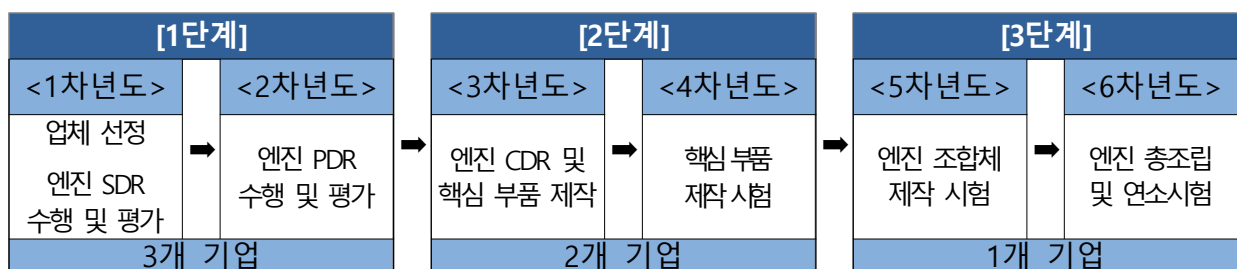 [1단계]
<1차년도>
➡
<2차년도>
업체 선정
엔진 SDR
수행 및 평가
엔진 PDR
수행 및 평가
3개 기업
➡
[2단계]
<3차년도>
➡
<4차년도>
엔진 CDR 및
핵심 부품 제작
핵심 부품
제작 시험
2개 기업
➡
[3단계]
<5차년도>
➡
<6차년도>
엔진 조합체
제작 시험
엔진 총조립
및 연소시험
1개 기업